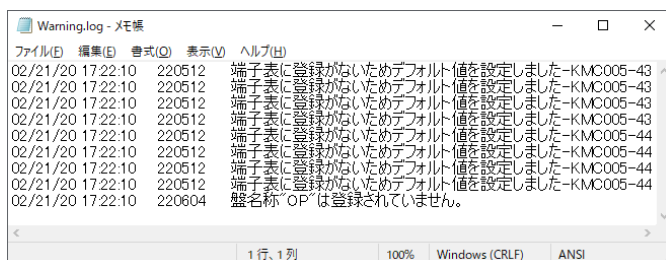 Warning.log - メモ帳
ファイル(F) 編集(E) 書式(O) 表示(V) ヘルプ(H)
02/21/20 17:22:10 220512 端子表に登録がないためデフォルト値を設定しました-KMC005-43
02/21/20 17:22:10 220512 端子表に登録がないためデフォルト値を設定しました-KMC005-43
02/21/20 17:22:10 220512 端子表に登録がないためデフォルト値を設定しました-KMC005-43
02/21/20 17:22:10 220512 端子表に登録がないためデフォルト値を設定しました-KMC005-43
02/21/20 17:22:10 220512 端子表に登録がないためデフォルト値を設定しました-KMC005-44
02/21/20 17:22:10 220512 端子表に登録がないためデフォルト値を設定しました-KMC005-44
02/21/20 17:22:10 220512 端子表に登録がないためデフォルト値を設定しました-KMC005-44
02/21/20 17:22:10 220512 端子表に登録がないためデフォルト値を設定しました-KMC005-44
02/21/20 17:22:10 220604 盤名称"OP"は登録されていません。
1 行、1 列 100% Windows (CRLF) ANSI